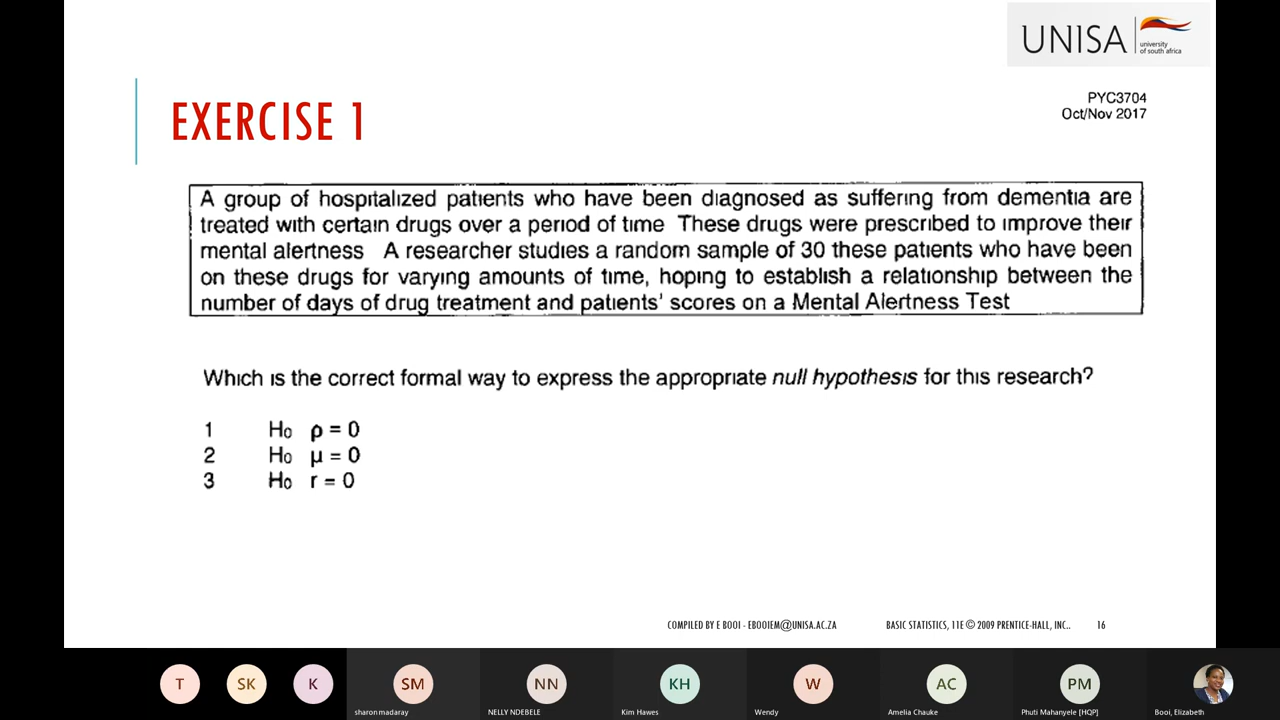 UNISA
university
of south africa
EXERCISE 1
PYC3704
Oct/Nov 2017
A group of hospitalized patients who have been diagnosed as suffering from dementia are
treated with certain drugs over a period of time These drugs were prescribed to improve their
mental alertness A researcher studies a random sample of 30 these patients who have been
on these drugs for varying amounts of time, hoping to establish a relationship between the
number of days of drug treatment and patients' scores on a Mental Alertness Test
Which is the correct formal way to express the appropriate null hypothesis for this research?
1 H₀ ρ = 0
2 H₀ μ = 0
3 H₀ r = 0
COMPILED BY E BOOI - EBOOIEM@UNISA.AC.ZA BASIC STATISTICS, 11E © 2009 PRENTICE-HALL, INC.. 16
T SK K SM NN KH W AC PM
sharon madaray NELLY NDEBELE Kim Hawes Wendy Amelia Chauke Phuti Mahanyele [HQP] Booi, Elizabeth